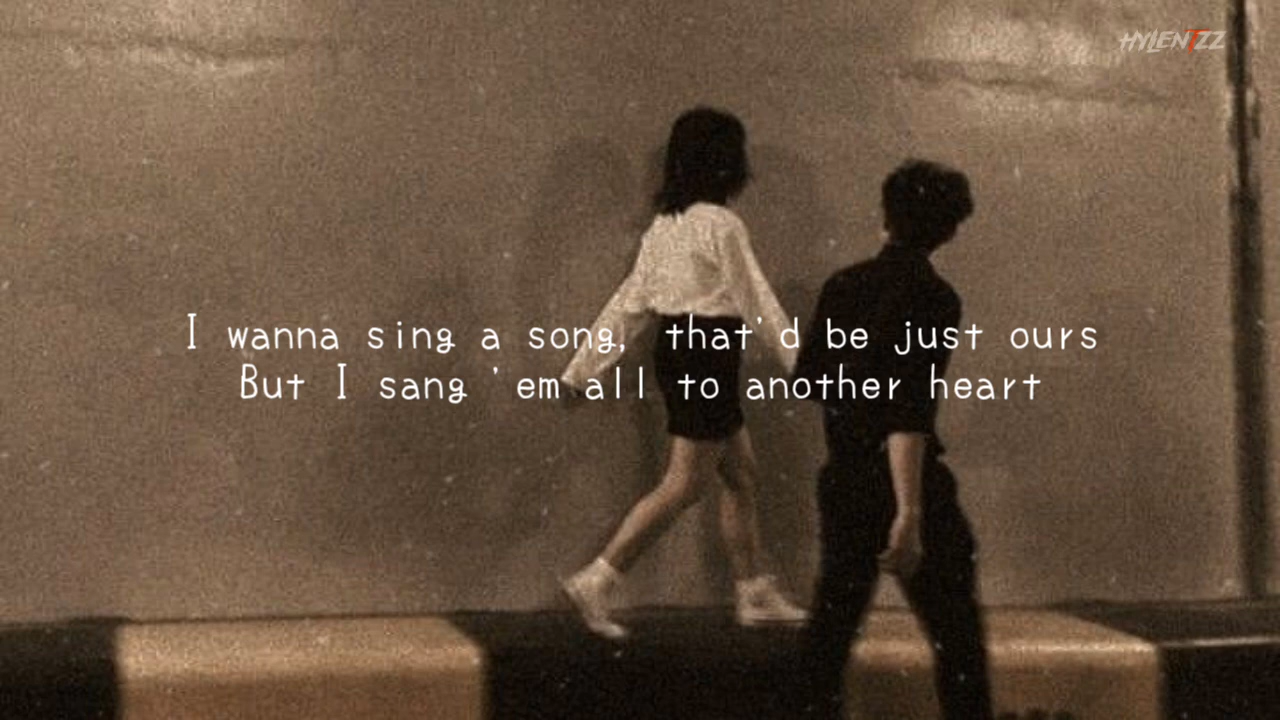 HYLENTZZ
I wanna sing a song, that'd be just ours
But I sang 'em all to another heart